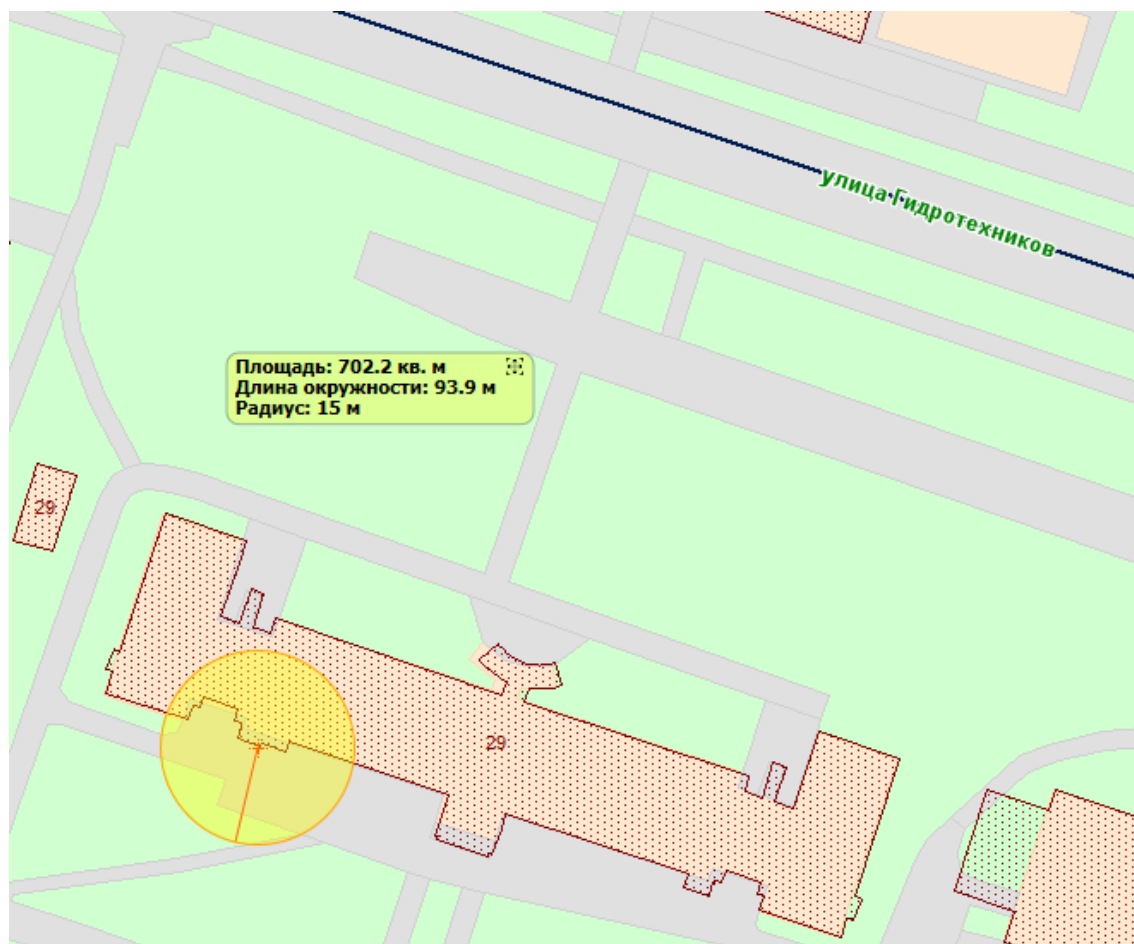 улица Гидротехников
Площадь: 702.2 кв. м
Длина окружности: 93.9 м
Радиус: 15 м
29
29